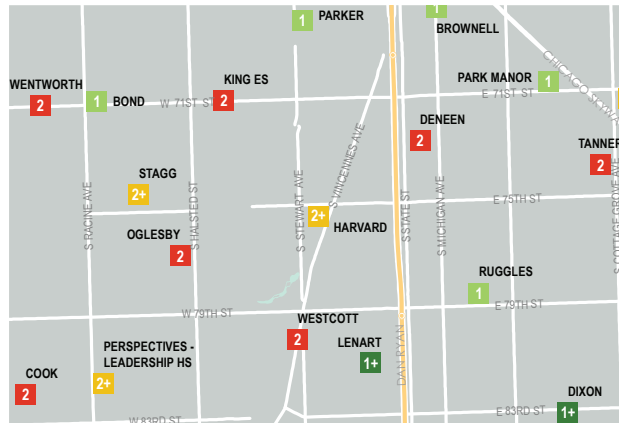 PARKER
1
1
BROWNELL
CHICAGO SKYWA
WENTWORTH
2
1
BOND
W 71ST ST
KING ES
2
PARK MANOR
1
E 71ST ST
DENEEN
2
TANNER
2
STAGG
2+
S RACINE AVE
S HALSTED ST
S. STEWART AVE
S VINCENNES AVE
2+
HARVARD
S STATE ST
S MICHIGAN AVE
E 75TH ST
S COTTAGE GROVE AVE
OGLESBY
2
RUGGLES
1
W 79TH ST
E 79TH ST
WESTCOTT
2
LENART
1+
DAN RYAN
PERSPECTIVES -
LEADERSHIP HS
2+
COOK
2
DIXON
1+
W 83RD ST
E 83RD ST